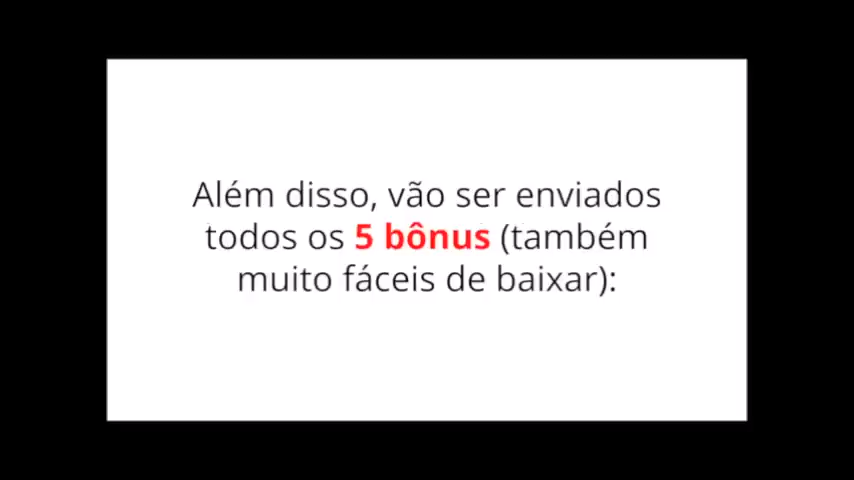 Além disso, vão ser enviados
todos os 5 bônus (também
muito fáceis de baixar):